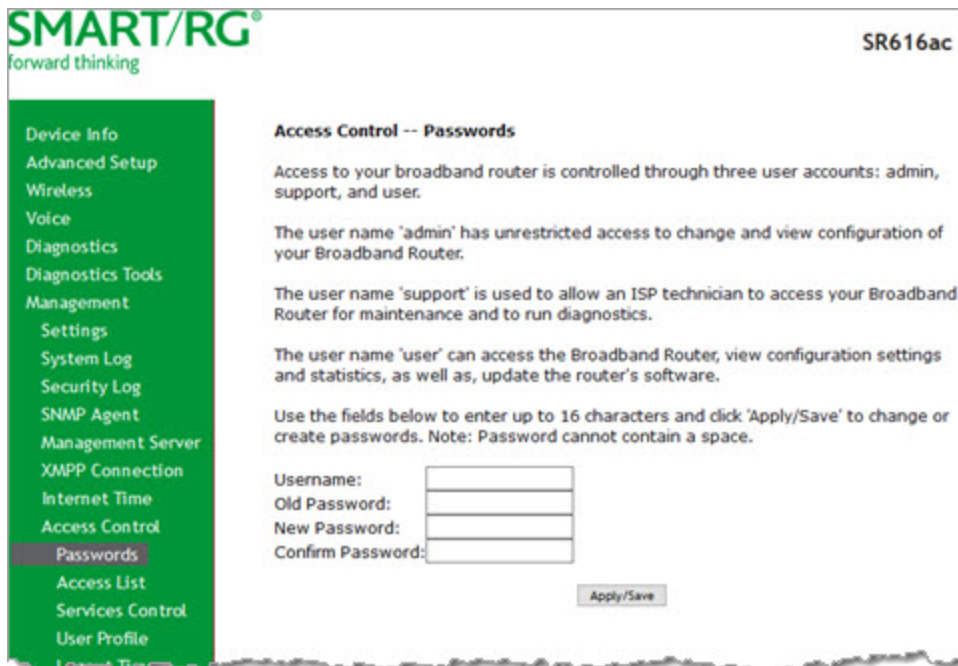 SMART/RG®
forward thinking
SR616ac
Device Info
Advanced Setup
Wireless
Voice
Diagnostics
Diagnostics Tools
Management
Settings
System Log
Security Log
SNMP Agent
Management Server
XMPP Connection
Internet Time
Access Control
Passwords
Access List
Services Control
User Profile
Access Control -- Passwords
Access to your broadband router is controlled through three user accounts: admin,
support, and user.
The user name 'admin' has unrestricted access to change and view configuration of
your Broadband Router.
The user name 'support' is used to allow an ISP technician to access your Broadband
Router for maintenance and to run diagnostics.
The user name 'user' can access the Broadband Router, view configuration settings
and statistics, as well as, update the router's software.
Use the fields below to enter up to 16 characters and click 'Apply/Save' to change or
create passwords. Note: Password cannot contain a space.
Username:
Old Password:
New Password:
Confirm Password:
Apply/Save